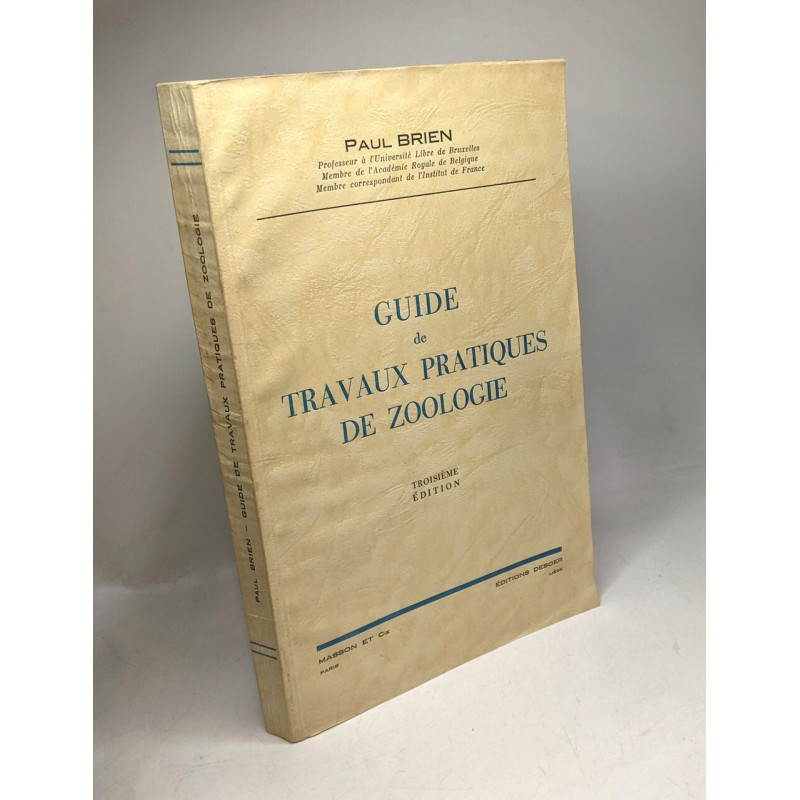 PAUL BRIEN
Professeur à l'Université Libre de Bruxelles
Membre de l'Académie Royale de Belgique
Membre correspondant de l'Institut de France
GUIDE
de
TRAVAUX PRATIQUES
DE ZOOLOGIE
TROISIÈME
ÉDITION
MASSON ET Cie
PARIS
ÉDITIONS DESOER
LIÈGE
PAUL BRIEN - GUIDE DE TRAVAUX PRATIQUES DE ZOOLOGIE